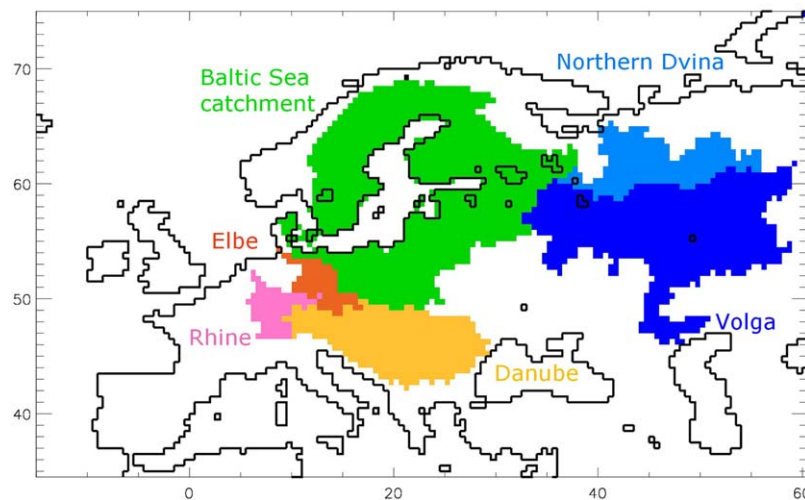 70
60
50
40
0
20
40
60
Baltic Sea
catchment
Northern Dvina
Elbe
Rhine
Danube
Volga